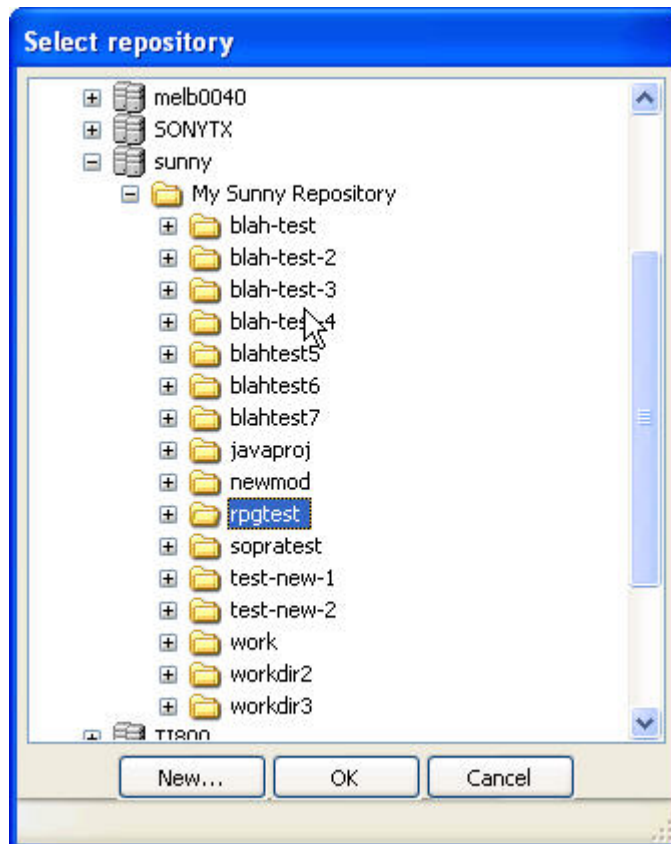 Select repository
melb0040
SONYTX
sunny
My Sunny Repository
blah-test
blah-test-2
blah-test-3
blah-test-4
blahtest5
blahtest6
blahtest7
javaproj
newmod
rpgtest
sopratest
test-new-1
test-new-2
work
workdir2
workdir3
New...
OK
Cancel